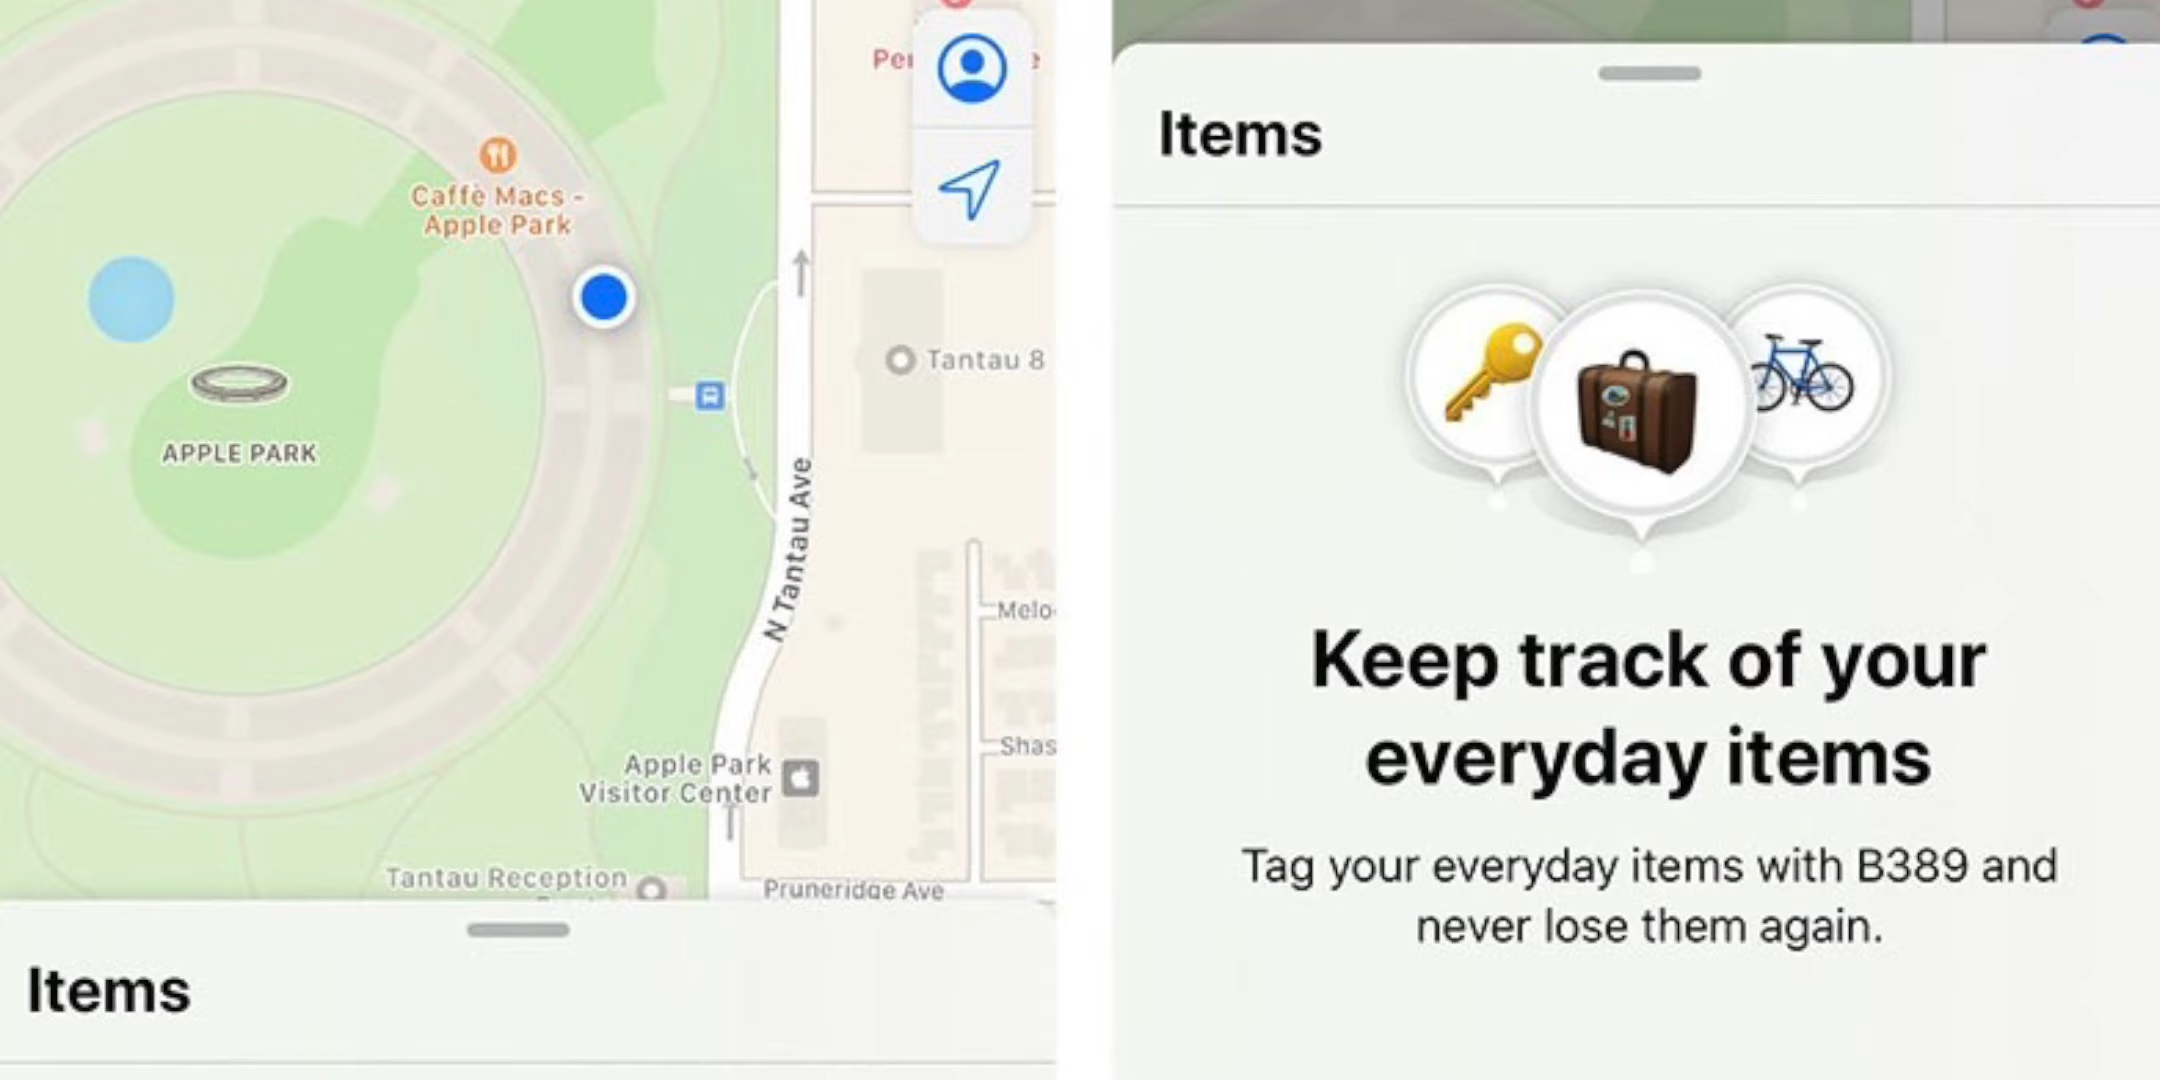 Caffè Macs -
Apple Park
APPLE PARK
Tantau 8
N Tantau Ave
Apple Park
Visitor Center
Tantau Reception
Pruneridge Ave
Items
Items
Keep track of your
everyday items
Tag your everyday items with B389 and
never lose them again.